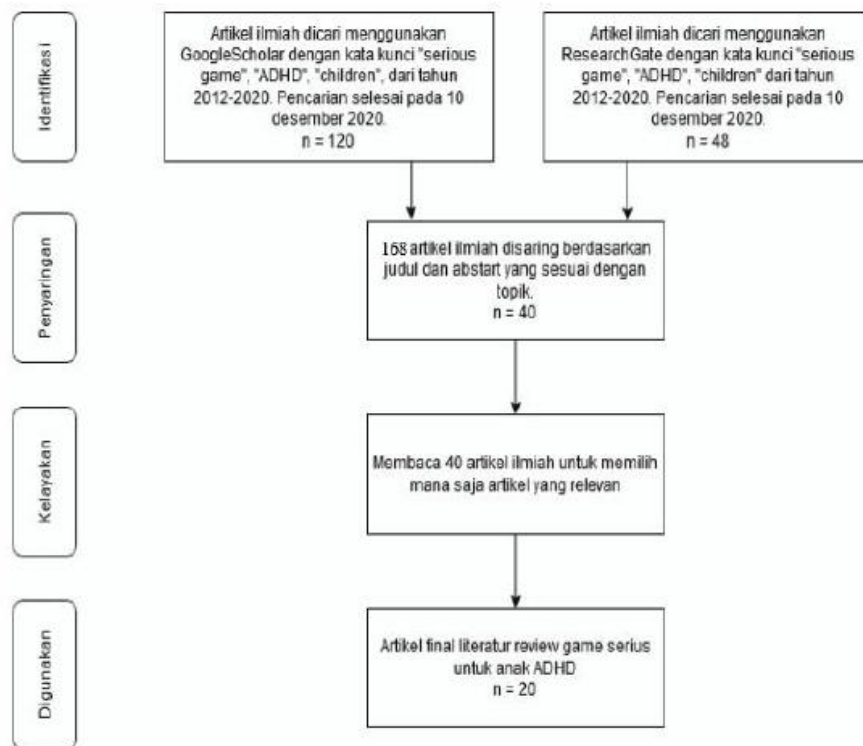 Identifikasi
Artikel ilmiah dicari menggunakan
GoogleScholar dengan kata kunci "serious
game", "ADHD", "children", dari tahun
2012-2020. Pencarian selesai pada 10
desember 2020.
n = 120
Artikel ilmiah dicari menggunakan
ResearchGate dengan kata kunci "serious
game", "ADHD", "children" dari tahun
2012-2020. Pencarian selesai pada 10
desember 2020.
n = 48
Penyaringan
168 artikel ilmiah disaring berdasarkan
judul dan abstart yang sesuai dengan
topik.
n = 40
Kelayakan
Membaca 40 artikel ilmiah untuk memilih
mana saja artikel yang relevan
Digunakan
Artikel final literatur review game serius
untuk anak ADHD
n = 20